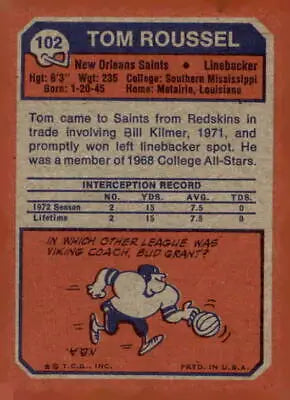 102
TOM ROUSSEL
New Orleans Saints • Linebacker
Hgt: 6'3" Wgt: 235 College: Southern Mississippi
Born: 1-20-45 Home: Metairie, Louisiana
Tom came to Saints from Redskins in
trade involving Bill Kilmer, 1971, and
promptly won left linebacker spot. He
was a member of 1968 College All-Stars.
INTERCEPTION RECORD
NO. YDS. AVG. TDS.
1972 Season 2 15 7.5 0
Lifetime 2 15 7.5 0
IN WHICH OTHER LEAGUE WAS
VIKING COACH, BUD GRANT?
N.B.A.
© T.C.G., INC. PRTD. IN U.S.A.